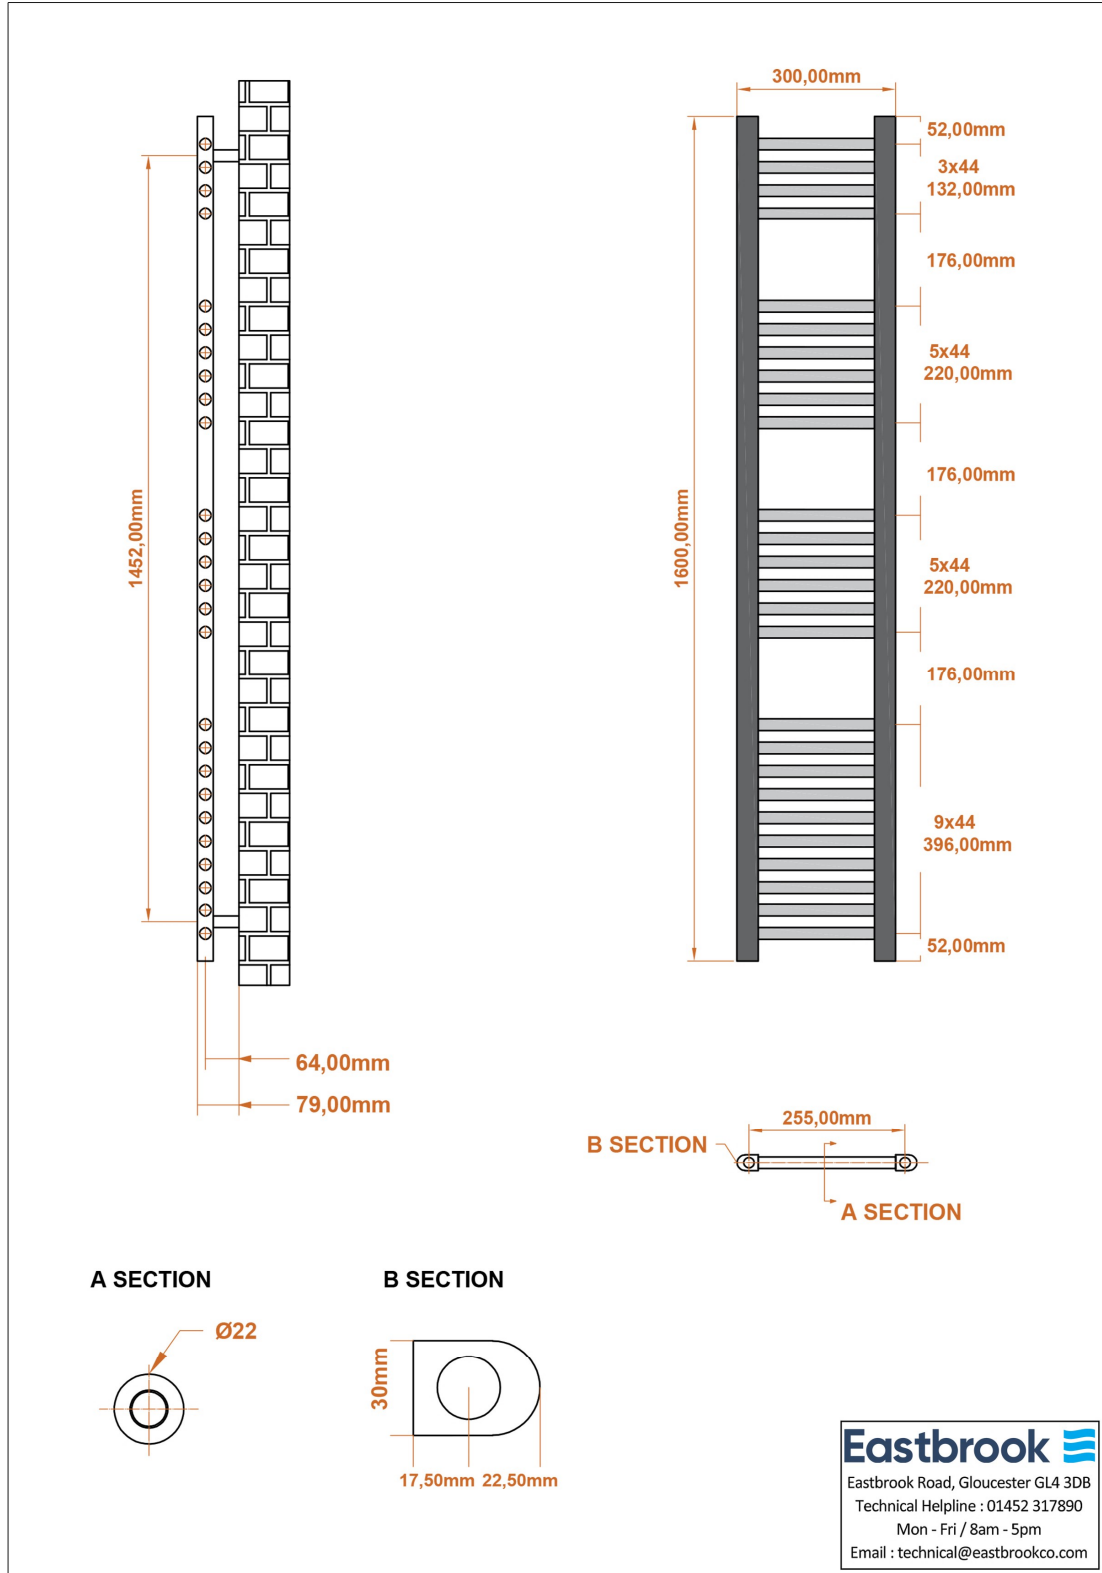 300,00mm
52,00mm
3x44
132,00mm
176,00mm
5x44
220,00mm
176,00mm
1452,00mm
1600,00mm
5x44
220,00mm
176,00mm
9x44
396,00mm
52,00mm
64,00mm
79,00mm
255,00mm
B SECTION
A SECTION
A SECTION
B SECTION
Ø22
30mm
17,50mm 22,50mm
Eastbrook
Eastbrook Road, Gloucester GL4 3DB
Technical Helpline : 01452 317890
Mon - Fri / 8am - 5pm
Email : technical@eastbrookco.com